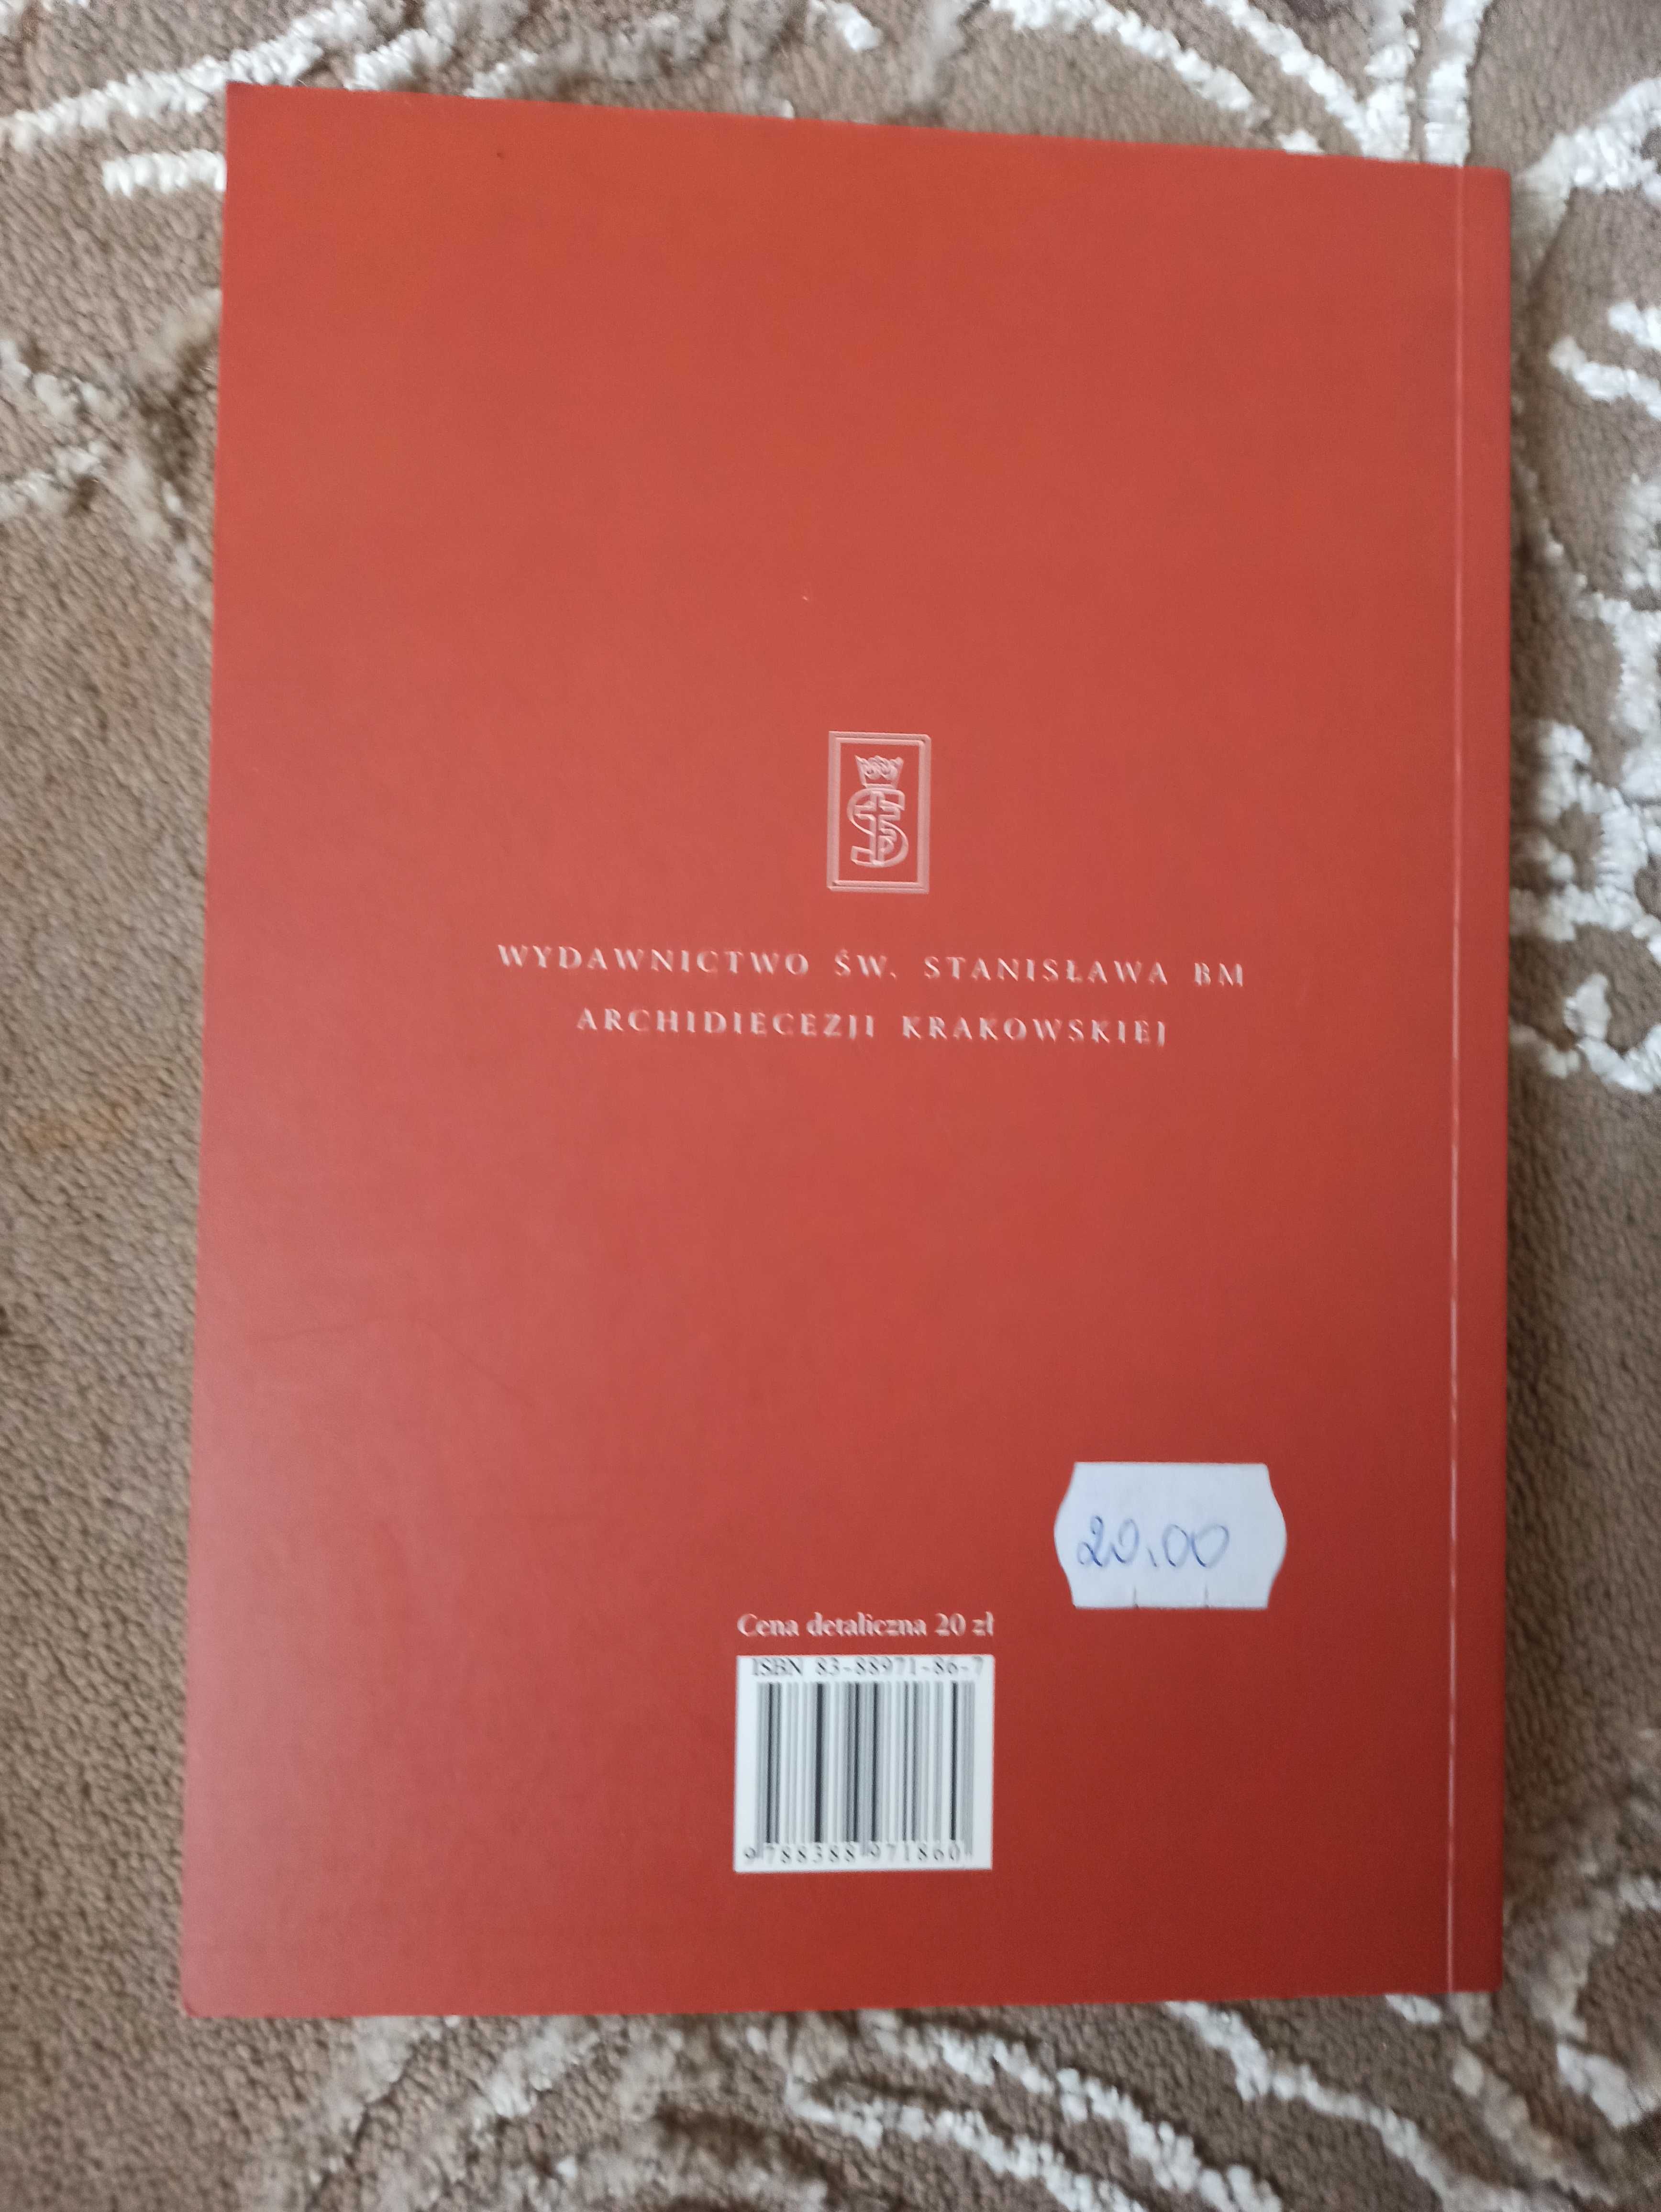 WYDAWNICTWO ŚW. STANISŁAWA BM
ARCHIDIECEZJI KRAKOWSKIEJ
20.00
Cena detaliczna 20 zł
ISBN 83-88971-86-7
9 788388 971860